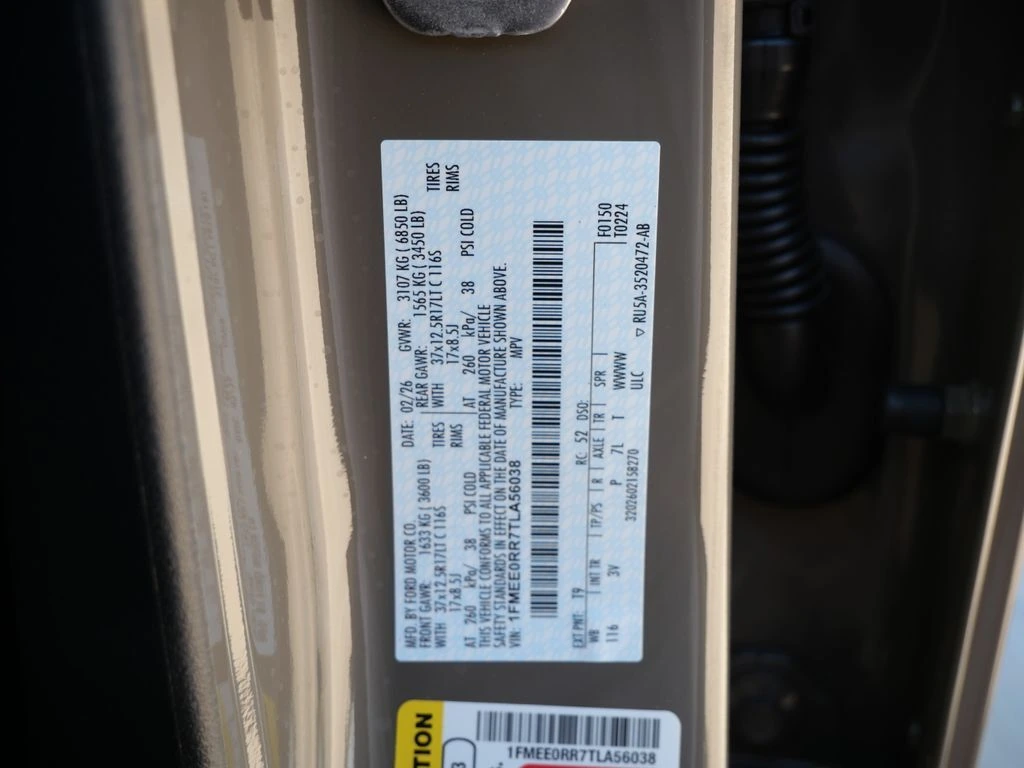 MFD. BY FORD MOTOR CO. DATE: 02/26 GVWR: 3107 KG ( 6850 LB)
FRONT GAWR: 1633 KG ( 3600 LB) REAR GAWR: 1565 KG ( 3450 LB)
WITH 37x12.5R17LT C 116S TIRES WITH 37x12.5R17LT C 116S TIRES
17x8.5J RIMS 17x8.5J RIMS
AT 260 kPa/ 38 PSI COLD AT 260 kPa/ 38 PSI COLD
THIS VEHICLE CONFORMS TO ALL APPLICABLE FEDERAL MOTOR VEHICLE
SAFETY STANDARDS IN EFFECT ON THE DATE OF MANUFACTURE SHOWN ABOVE.
VIN: 1FMEE0RR7TLA56038 TYPE: MPV
EXT PNT: T9 RC: 52 DSO: F0150
WB INT TR TP/PS R AXLE TR SPR T0224
116 3V P 7L T WWWW
ULC
3202602158270 ▽ RU5A-3520472-AB
TION
1FMEE0RR7TLA56038